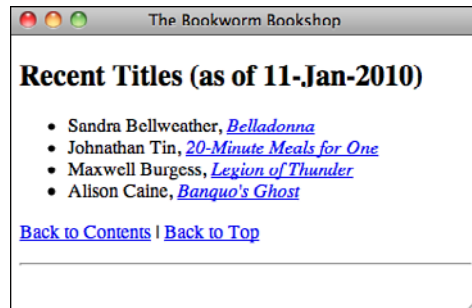 The Bookworm Bookshop
Recent Titles (as of 11-Jan-2010)
• Sandra Bellweather, Belladonna
• Johnathan Tin, 20-Minute Meals for One
• Maxwell Burgess, Legion of Thunder
• Alison Caine, Banquo's Ghost
Back to Contents | Back to Top